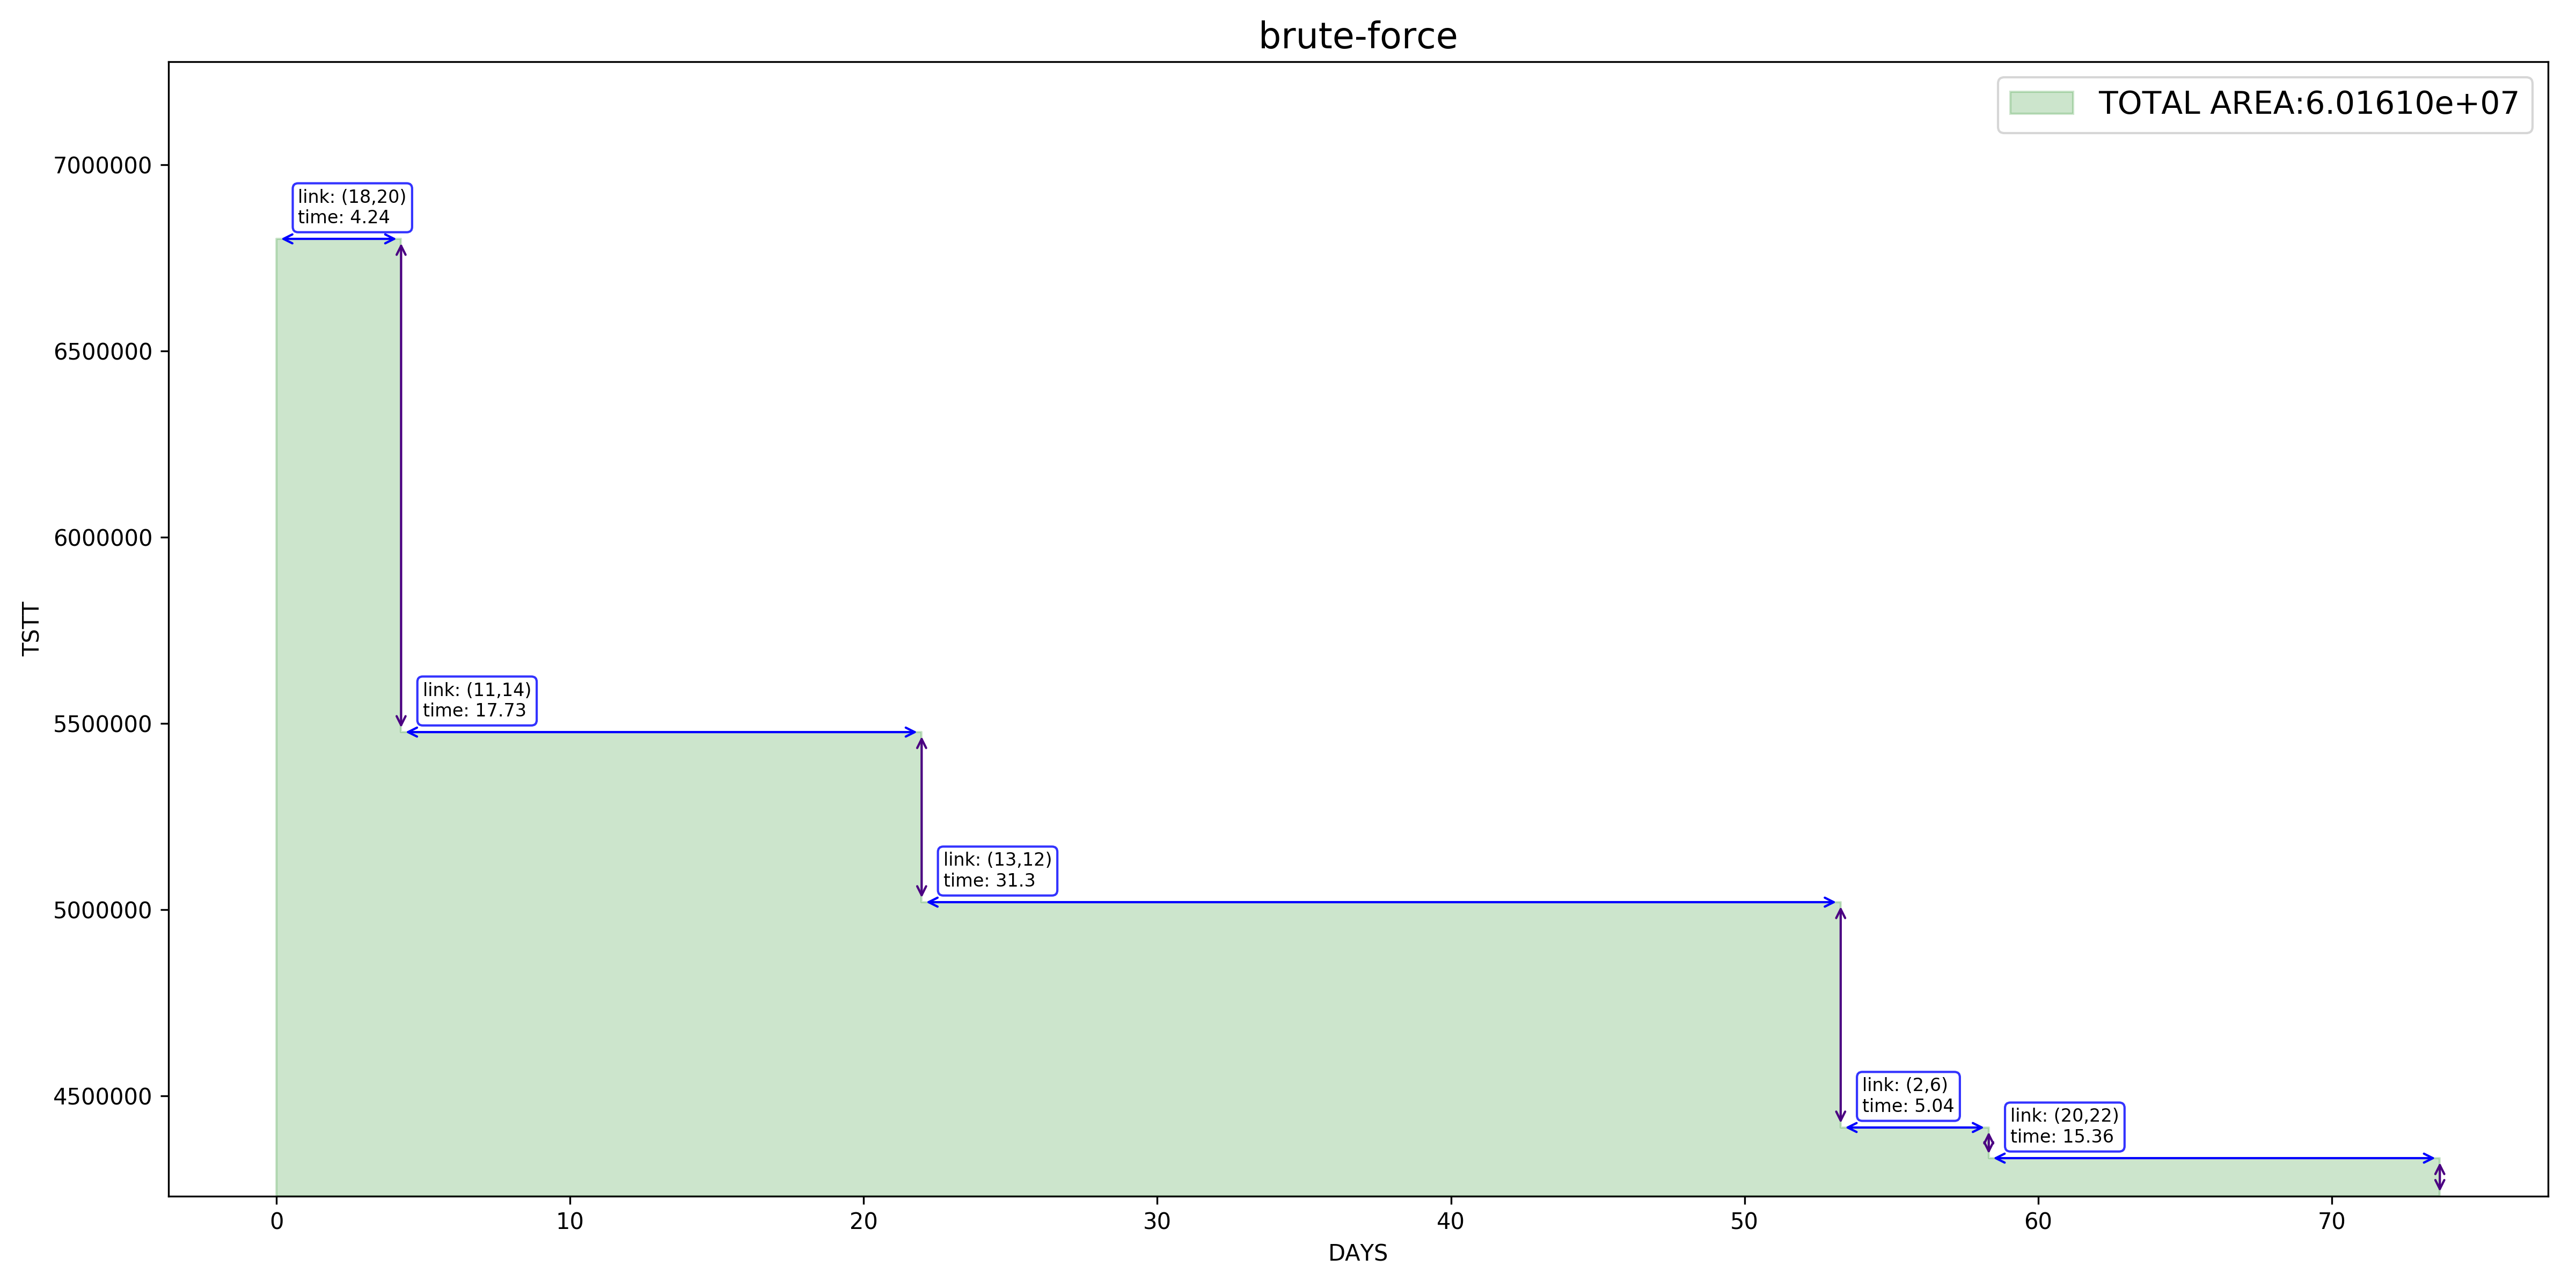 brute-force
TOTAL AREA:6.01610e+07
7000000
6500000
6000000
5500000
5000000
4500000
TSTT
link: (18,20)
time: 4.24
link: (11,14)
time: 17.73
link: (13,12)
time: 31.3
link: (2,6)
time: 5.04
link: (20,22)
time: 15.36
0
10
20
30
40
50
60
70
DAYS